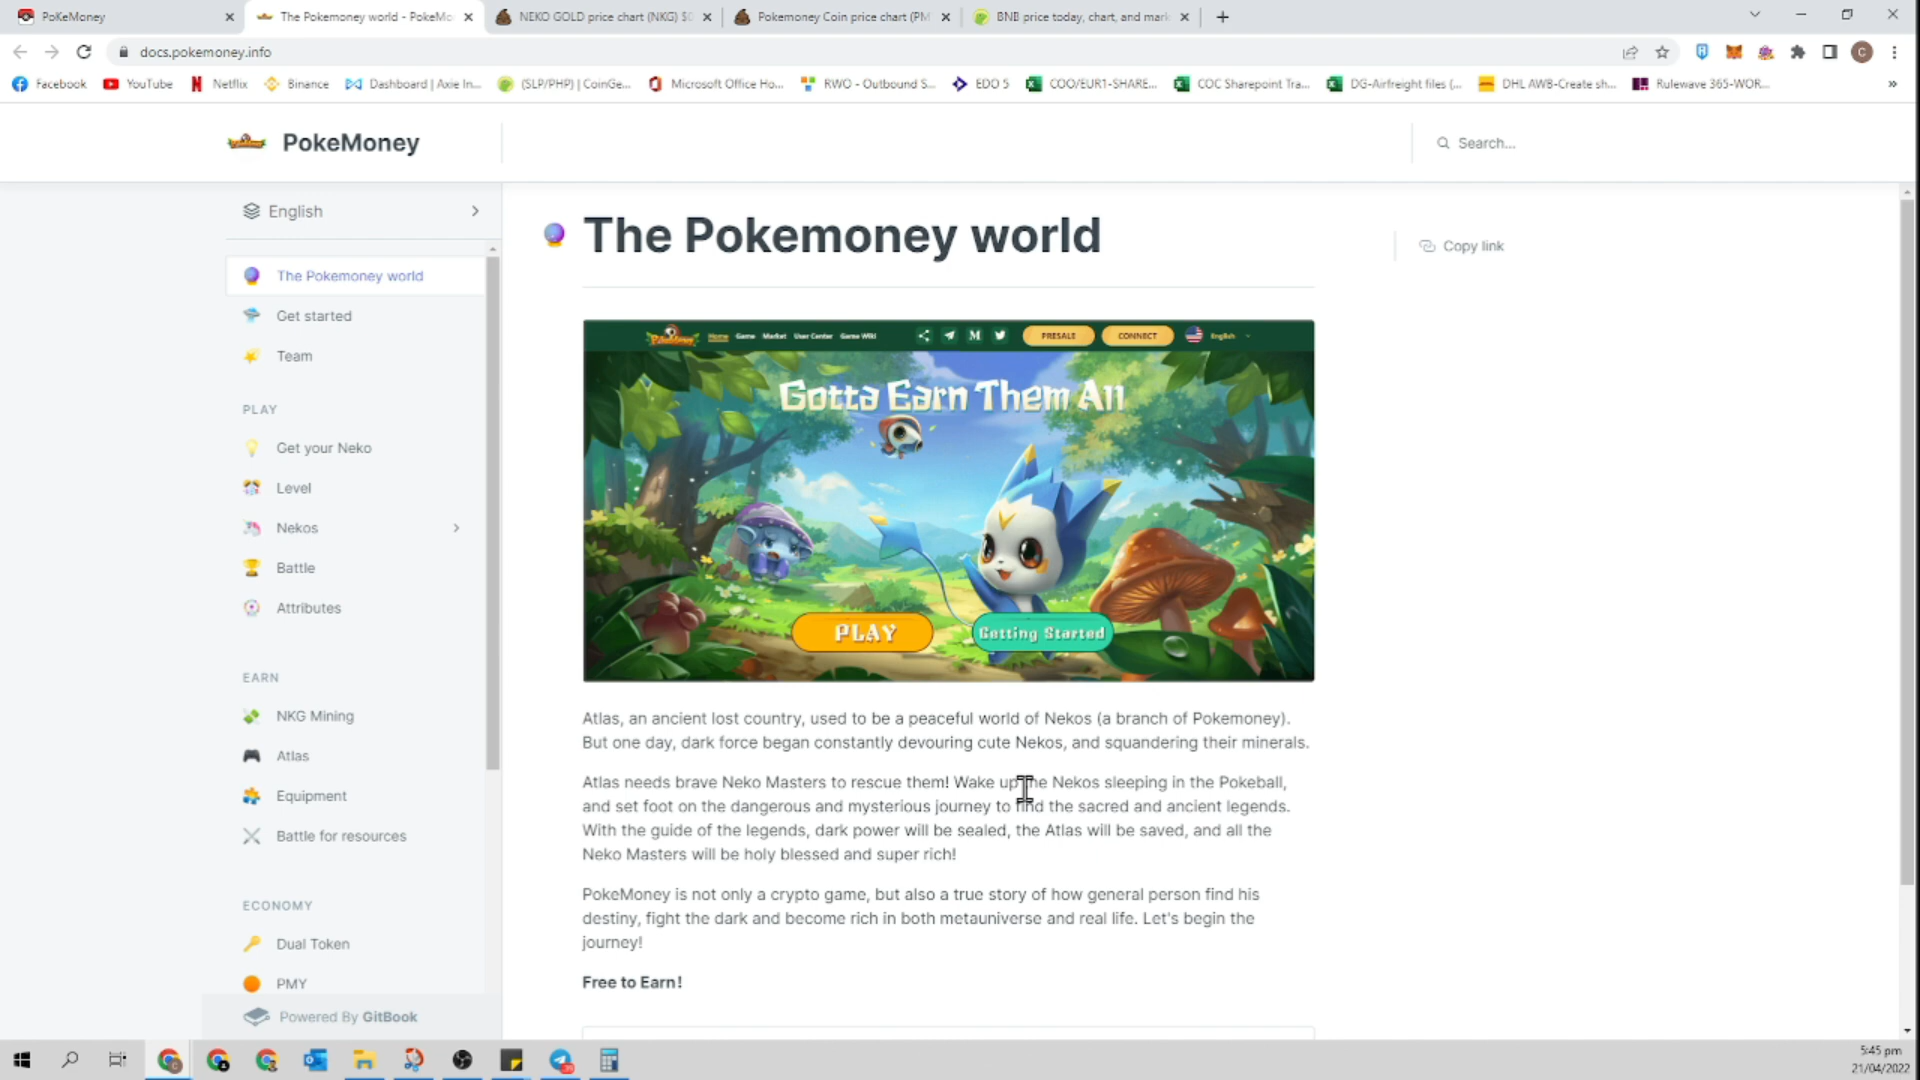 PoKeMoney
The Pokemoney world - PokeMo
NEKO GOLD price chart (NKG) $0
Pokemoney Coin price chart (PM
BNB price today, chart, and mark
docs.pokemoney.info
Facebook
YouTube
Netflix
Binance
Dashboard | Axie In...
(SLP/PHP) | CoinGe...
Microsoft Office Ho...
RWO - Outbound S...
EDO 5
COO/EUR1-SHARE...
COC Sharepoint Tra...
DG-Airfreight files (...
DHL AWB-Create sh...
Rulewave 365-WOR...
»
PokeMoney
Search...
English
The Pokemoney world
Get started
Team
PLAY
Get your Neko
Level
Nekos
Battle
Attributes
EARN
NKG Mining
Atlas
Equipment
Battle for resources
ECONOMY
Dual Token
PMY
Powered By GitBook
The Pokemoney world
Copy link
PokeMoney
Home Game Market User Center Game Wiki
PRESALE
CONNECT
English
Gotta Earn Them All
PLAY
Getting Started
Atlas, an ancient lost country, used to be a peaceful world of Nekos (a branch of Pokemoney).
But one day, dark force began constantly devouring cute Nekos, and squandering their minerals.
Atlas needs brave Neko Masters to rescue them! Wake up the Nekos sleeping in the Pokeball,
and set foot on the dangerous and mysterious journey to find the sacred and ancient legends.
With the guide of the legends, dark power will be sealed, the Atlas will be saved, and all the
Neko Masters will be holy blessed and super rich!
PokeMoney is not only a crypto game, but also a true story of how general person find his
destiny, fight the dark and become rich in both metauniverse and real life. Let's begin the
journey!
Free to Earn!
5:45 pm
21/04/2022